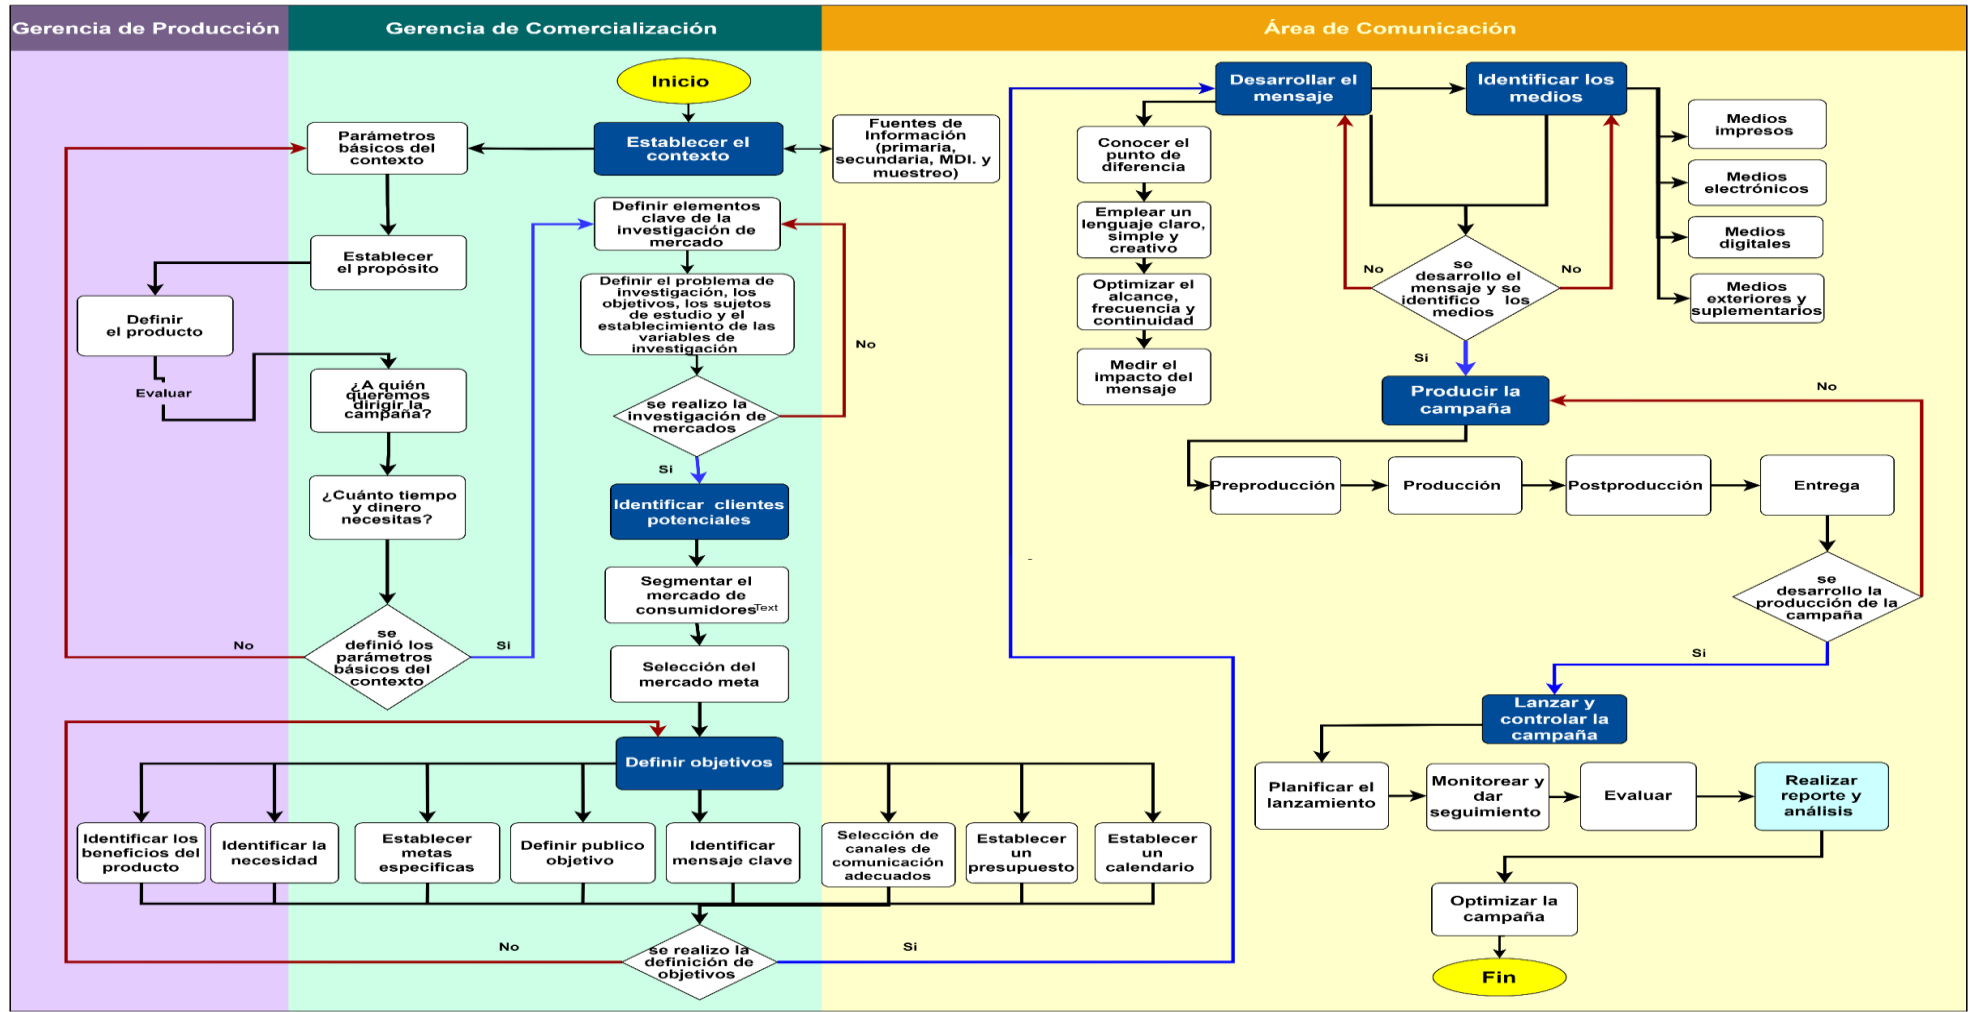 Gerencia de Producción
Gerencia de Comercialización
Área de Comunicación
Inicio
Establecer el
contexto
Fuentes de
Información
(primaria,
secundaria, MDI. y
muestreo)
Parámetros
básicos del
contexto
Establecer
el propósito
Definir
el producto
Evaluar
¿A quién
queremos
dirigir la
campaña?
¿Cuánto tiempo
y dinero
necesitas?
se
definió los
parámetros
básicos del
contexto
No
Si
Definir elementos
clave de la
investigación de
mercado
Definir el problema de
investigación, los
objetivos, los sujetos
de estudio y el
establecimiento de las
variables de
investigación
se realizo la
investigación de
mercados
No
Si
Identificar clientes
potenciales
Segmentar el
mercado de
consumidores
Text
Selección del
mercado meta
Definir objetivos
Identificar los
beneficios del
producto
Identificar la
necesidad
Establecer
metas
especificas
Definir publico
objetivo
Identificar
mensaje clave
Selección de
canales de
comunicación
adecuados
Establecer
un
presupuesto
Establecer
un
calendario
se realizo la
definición de
objetivos
No
Si
Desarrollar el
mensaje
Identificar los
medios
Conocer el
punto de
diferencia
Emplear un
lenguaje claro,
simple y
creativo
Optimizar el
alcance,
frecuencia y
continuidad
Medir el
impacto del
mensaje
Medios
impresos
Medios
electrónicos
Medios
digitales
Medios
exteriores y
suplementarios
se
desarrollo el
mensaje y se
identifico los
medios
No
No
Si
Producir la
campaña
Preproducción
Producción
Postproducción
Entrega
se
desarrollo la
producción de la
campaña
No
Si
Lanzar y
controlar la
campaña
Planificar el
lanzamiento
Monitorear y
dar
seguimiento
Evaluar
Realizar
reporte y
análisis
Optimizar la
campaña
Fin